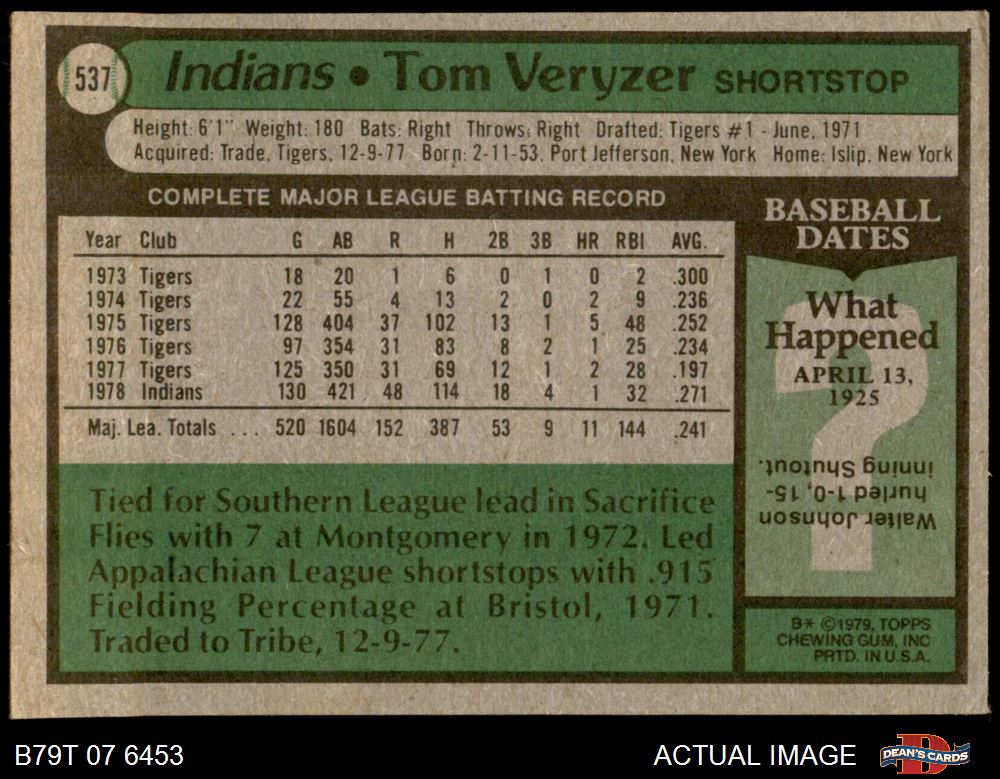 537 Indians • Tom Veryzer SHORTSTOP
Height: 6'1" Weight: 180 Bats: Right Throws: Right Drafted: Tigers #1 - June, 1971
Acquired: Trade, Tigers, 12-9-77 Born: 2-11-53, Port Jefferson, New York Home: Islip, New York
COMPLETE MAJOR LEAGUE BATTING RECORD
Year Club G AB R H 2B 3B HR RBI AVG.
1973 Tigers 18 20 1 6 0 1 0 2 .300
1974 Tigers 22 55 4 13 2 0 2 9 .236
1975 Tigers 128 404 37 102 13 1 5 48 .252
1976 Tigers 97 354 31 83 8 2 1 25 .234
1977 Tigers 125 350 31 69 12 1 2 28 .197
1978 Indians 130 421 48 114 18 4 1 32 .271
Maj. Lea. Totals ... 520 1604 152 387 53 9 11 144 .241
Tied for Southern League lead in Sacrifice
Flies with 7 at Montgomery in 1972. Led
Appalachian League shortstops with .915
Fielding Percentage at Bristol, 1971.
Traded to Tribe, 12-9-77.
BASEBALL
DATES
What
Happened
APRIL 13,
1925
Walter Johnson
hurled 1-0, 15-
inning Shutout.
B* ©1979, TOPPS
CHEWING GUM, INC
PRTD. IN U.S.A.
B79T 07 6453
ACTUAL IMAGE
DEAN'S CARDS